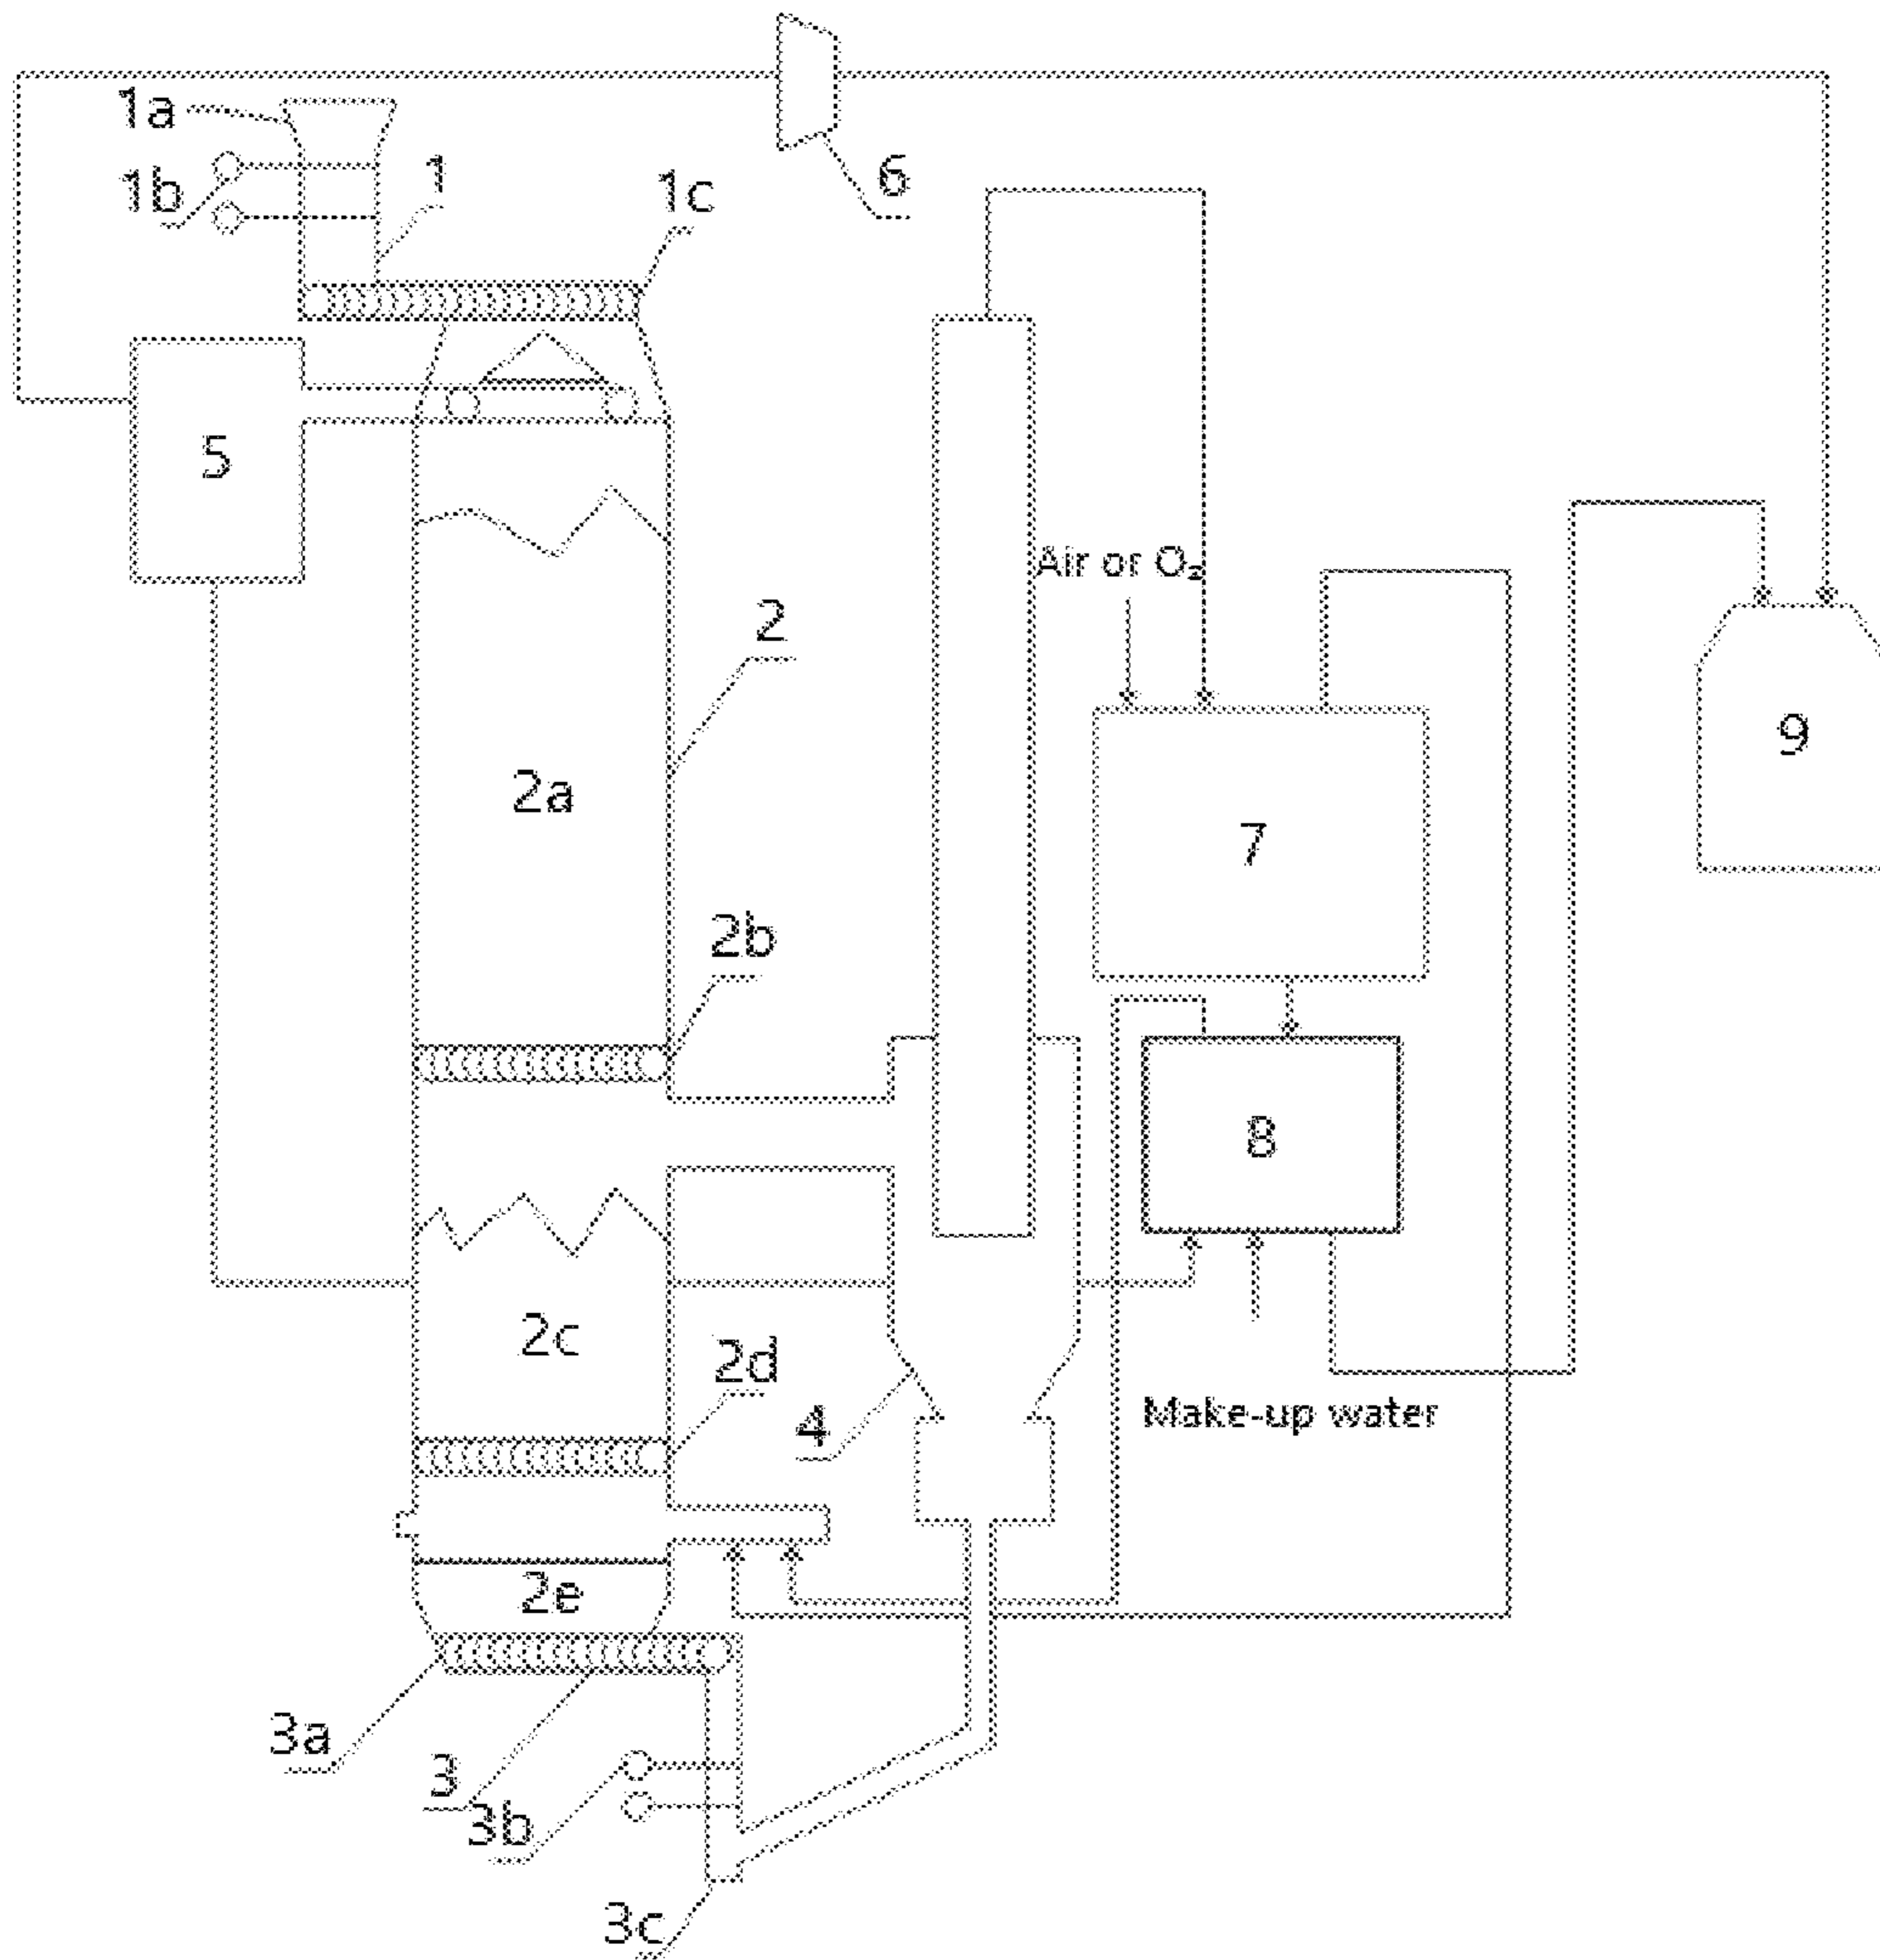 1a
1
6
1b
1c
5
Air or O₂
2
2a
9
7
2b
8
2c
2d
4
Make-up water
2e
3a
3
3b
3c